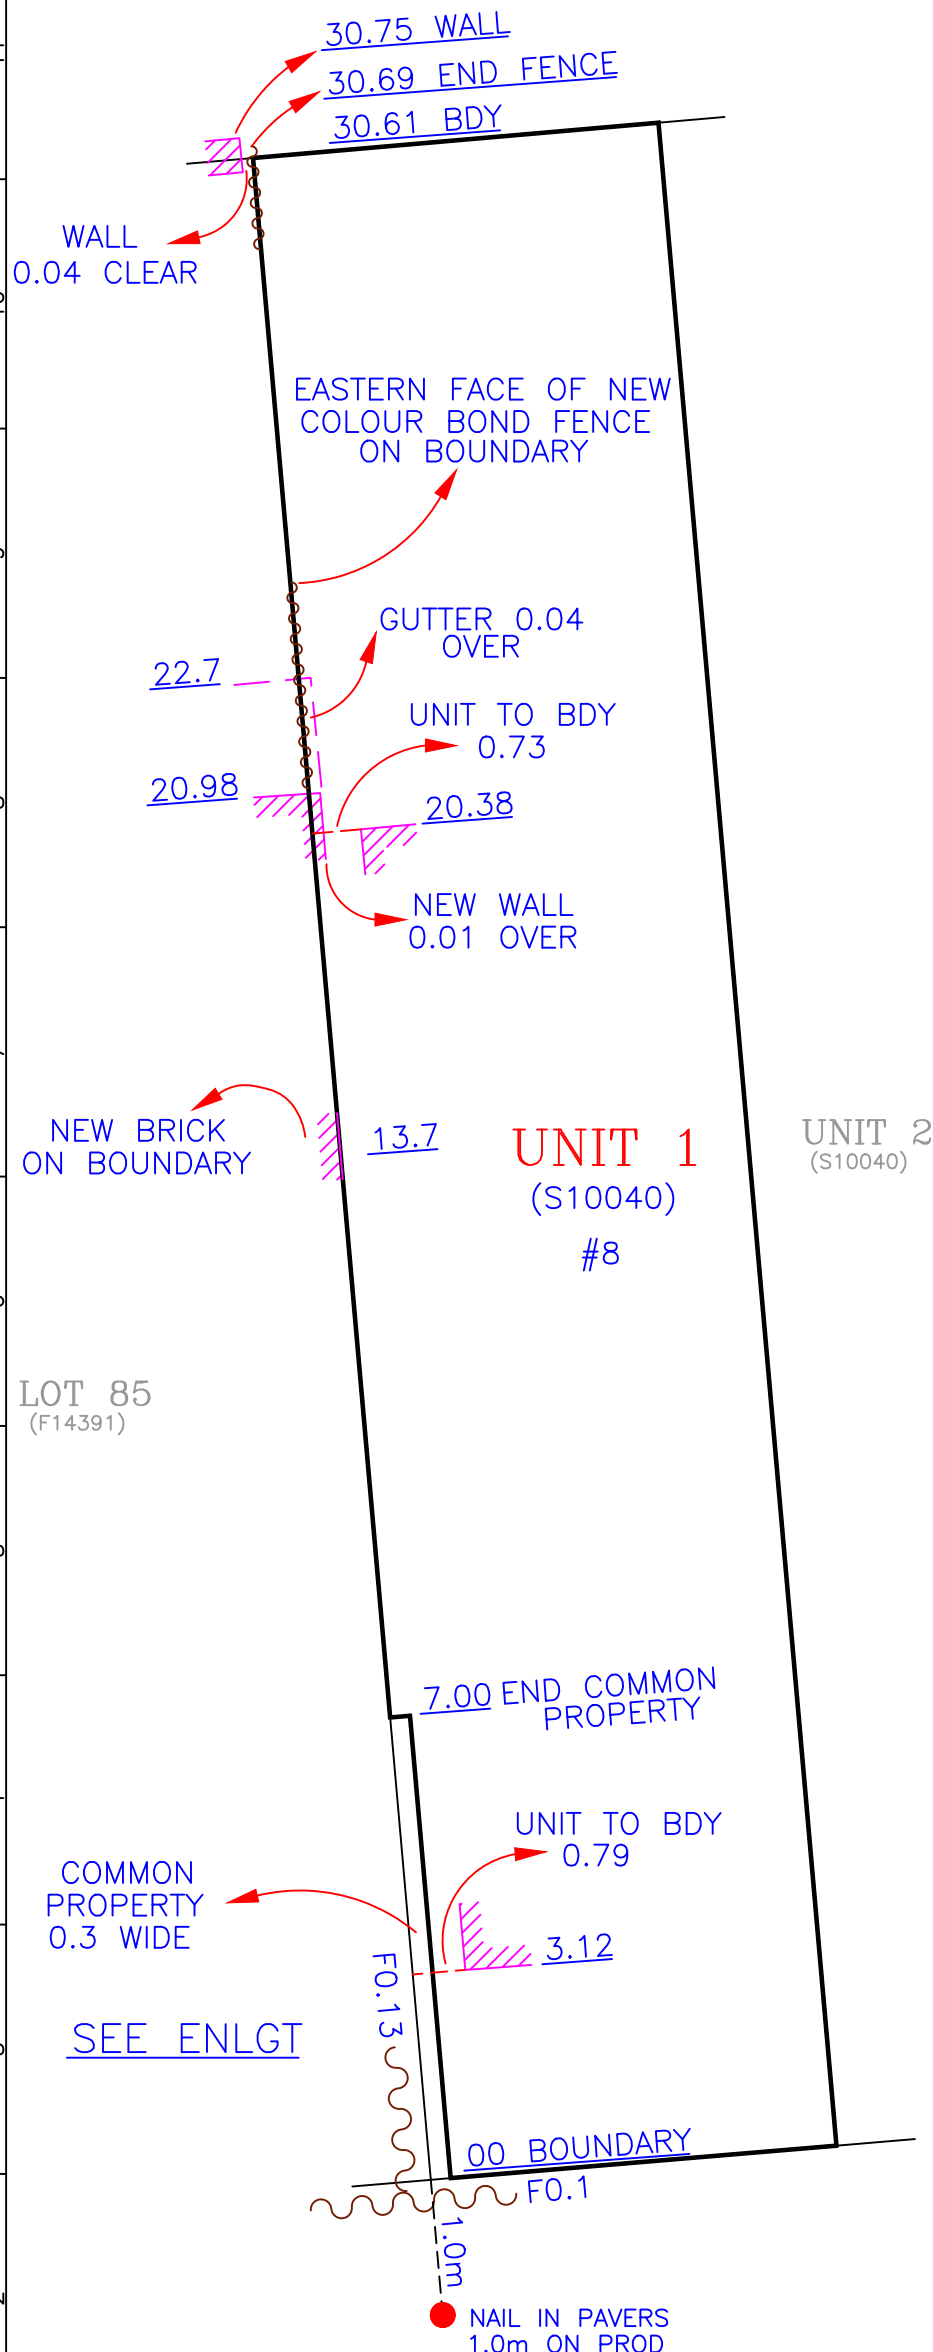 30.75 WALL
30.69 END FENCE
30.61 BDY
WALL
0.04 CLEAR
EASTERN FACE OF NEW
COLOUR BOND FENCE
ON BOUNDARY
GUTTER 0.04
OVER
22.7
UNIT TO BDY
0.73
20.98
20.38
NEW WALL
0.01 OVER
NEW BRICK
ON BOUNDARY
13.7
UNIT 1
(S10040)
#8
UNIT 2
(S10040)
LOT 85
(F14391)
7.00 END COMMON
PROPERTY
UNIT TO BDY
0.79
COMMON
PROPERTY
0.3 WIDE
3.12
F0.13
SEE ENLGT
00 BOUNDARY
F0.1
1.0m
NAIL IN PAVERS
1.0m ON PROD